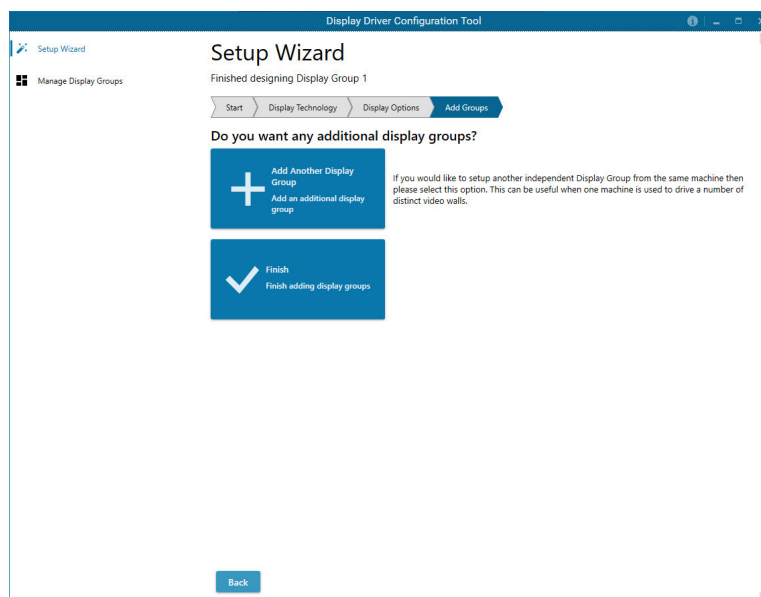 Display Driver Configuration Tool
Setup Wizard
Manage Display Groups
Setup Wizard
Finished designing Display Group 1
Start
Display Technology
Display Options
Add Groups
Do you want any additional display groups?
Add Another Display
Group
Add an additional display
group
If you would like to setup another independent Display Group from the same machine then
please select this option. This can be useful when one machine is used to drive a number of
distinct video walls.
Finish
Finish adding display groups
Back